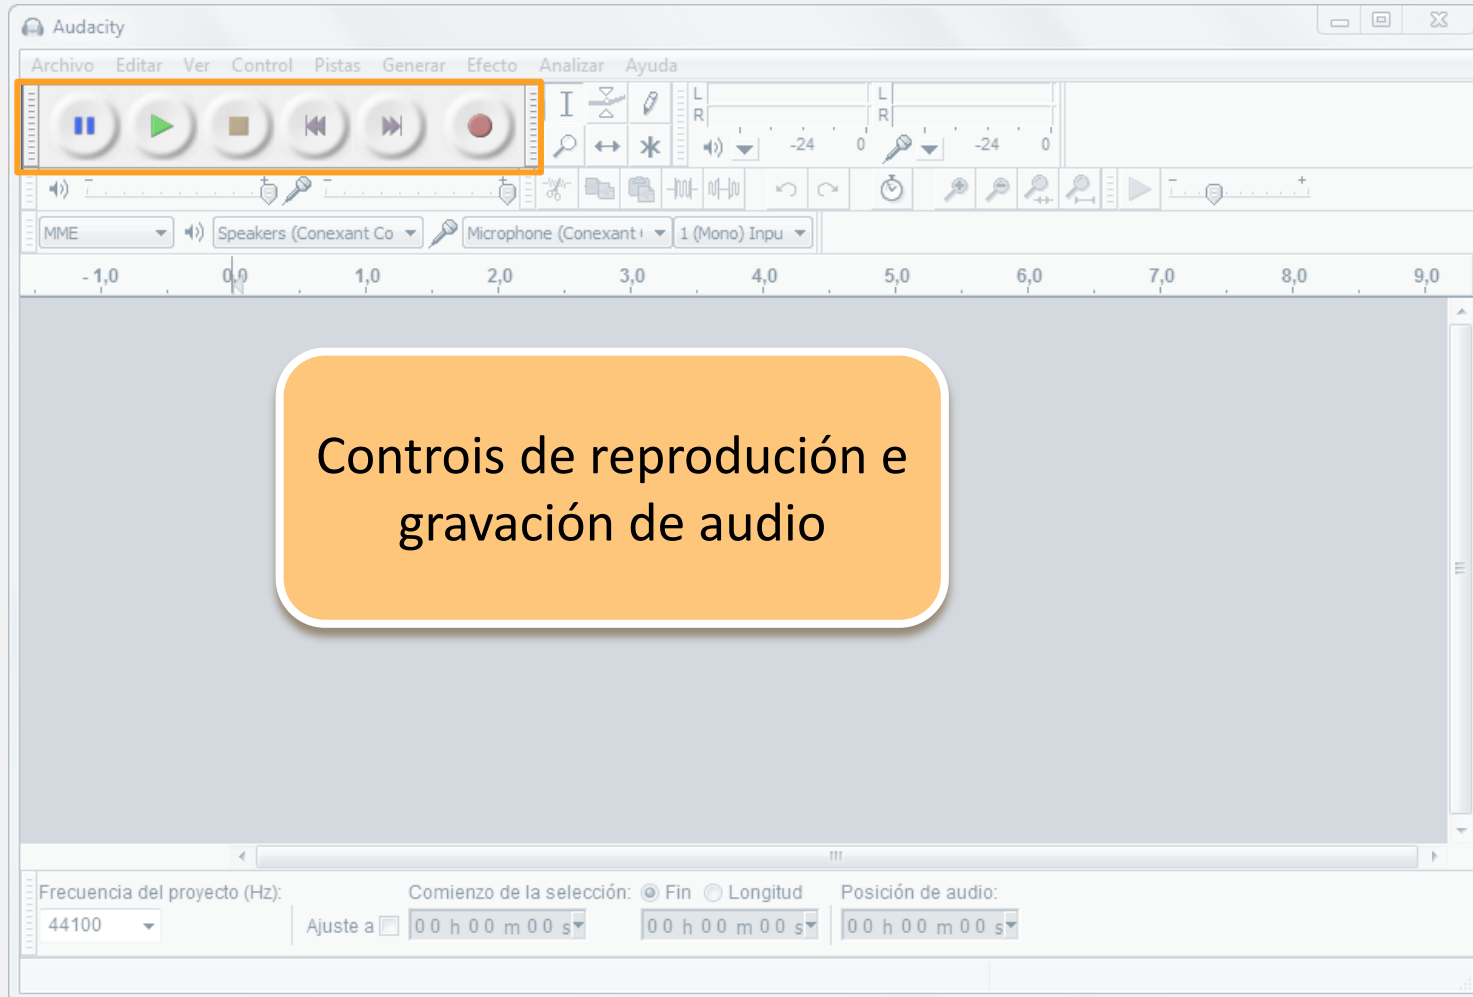 Audacity
Archivo Editar Ver Control Pistas Generar Efecto Analizar Ayuda
L L
R R
-24 0 -24 0
MME Speakers (Conexant Co Microphone (Conexant 1 (Mono) Inpu
- 1,0 0,0 1,0 2,0 3,0 4,0 5,0 6,0 7,0 8,0 9,0
Controis de reprodución e
gravación de audio
Frecuencia del proyecto (Hz): Comienzo de la selección: Fin Longitud Posición de audio:
44100 Ajuste a 00 h 00 m 00 s 00 h 00 m 00 s 00 h 00 m 00 s